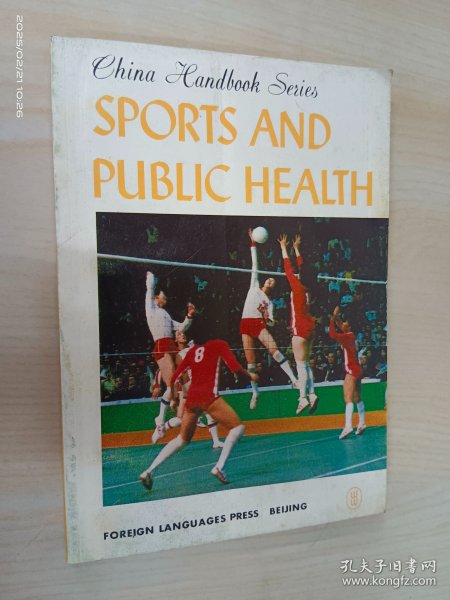 2025/02/21 10:26
China Handbook Series
SPORTS AND
PUBLIC HEALTH
8
FOREIGN LANGUAGES PRESS BEIJING
孔夫子旧书网
www.kongfz.com